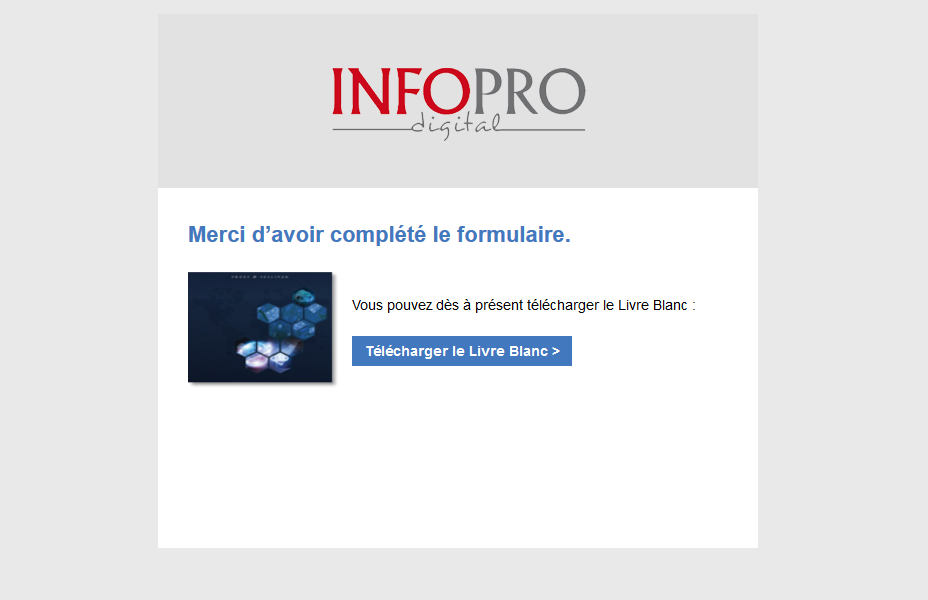 INFOPRO
digital
Merci d’avoir complété le formulaire.
Vous pouvez dès à présent télécharger le Livre Blanc :
Télécharger le Livre Blanc >